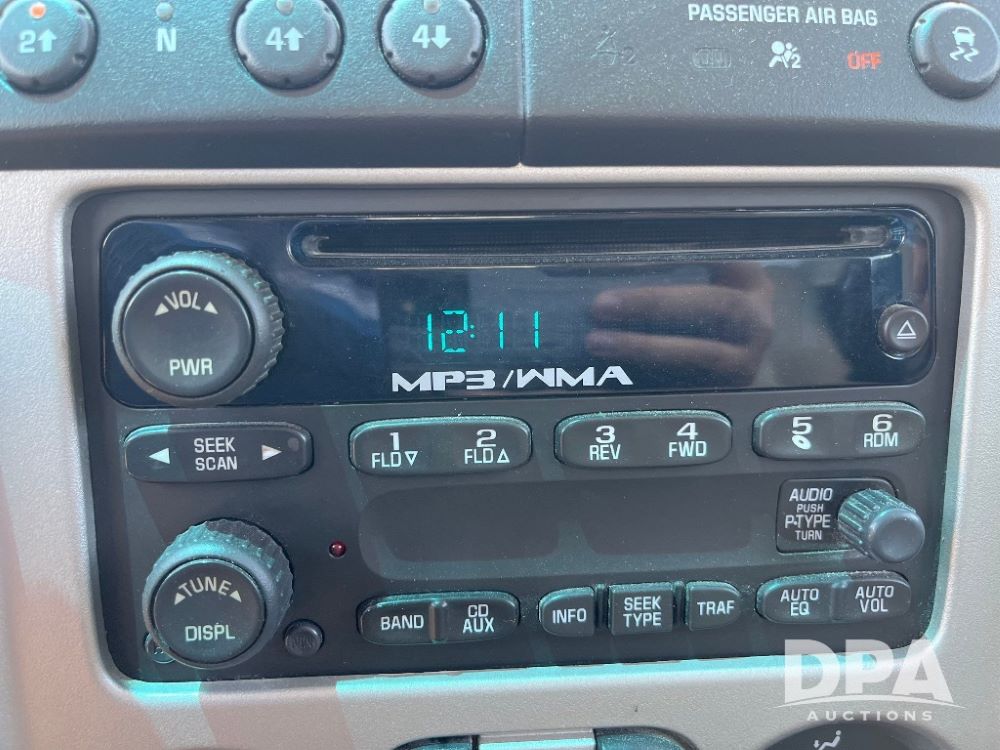 PASSENGER AIR BAG
2↑ N 4↑ 4↓ 2 OFF
VOL
PWR
12:11
MP3/WMA
SEEK
SCAN
1 2
FLD▽ FLD△
3 4
REV FWD
5 6
RDM
AUDIO
PUSH
P-TYPE
TURN
TUNE
DISPL
BAND
CD
AUX
INFO
SEEK
TYPE
TRAF
AUTO
EQ
AUTO
VOL
DPA
AUCTIONS